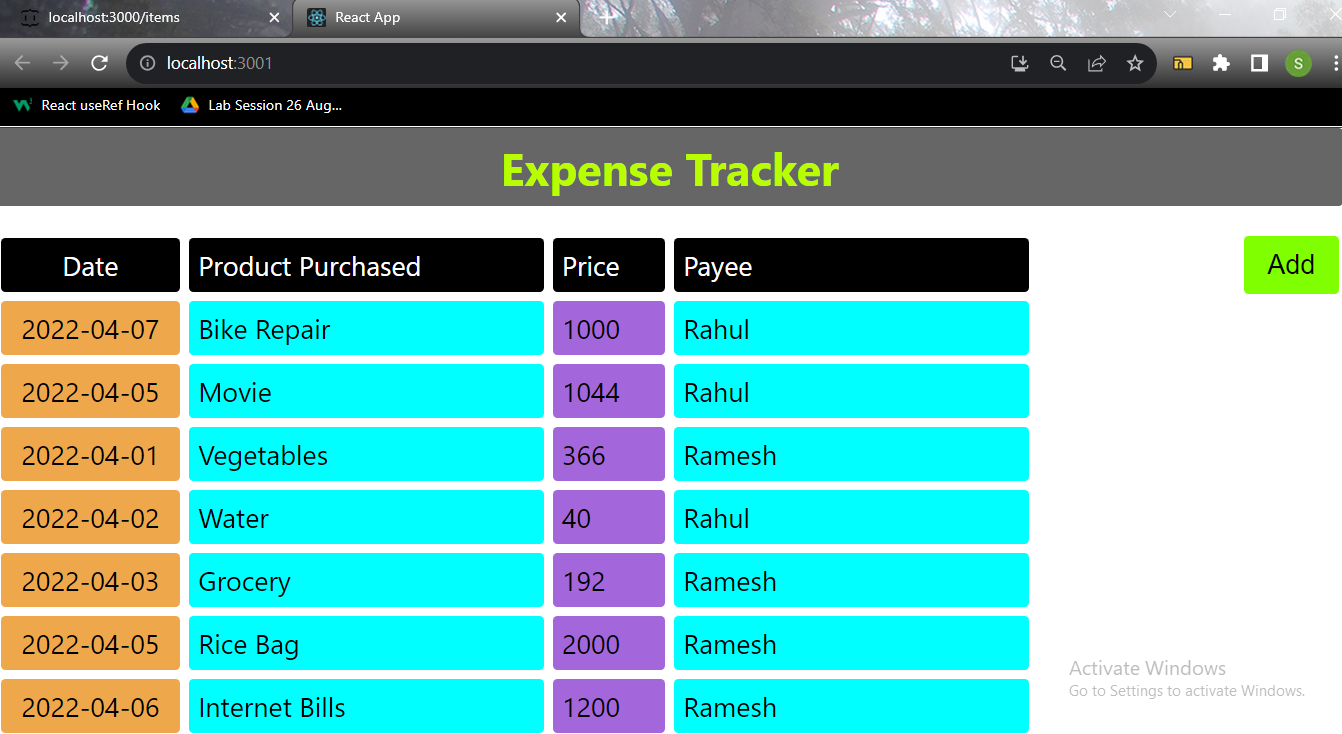 localhost:3000/items React App
localhost:3001
React useRef Hook Lab Session 26 Aug...
Expense Tracker
Date Product Purchased Price Payee Add
2022-04-07 Bike Repair 1000 Rahul
2022-04-05 Movie 1044 Rahul
2022-04-01 Vegetables 366 Ramesh
2022-04-02 Water 40 Rahul
2022-04-03 Grocery 192 Ramesh
2022-04-05 Rice Bag 2000 Ramesh
2022-04-06 Internet Bills 1200 Ramesh
Activate Windows
Go to Settings to activate Windows.
S